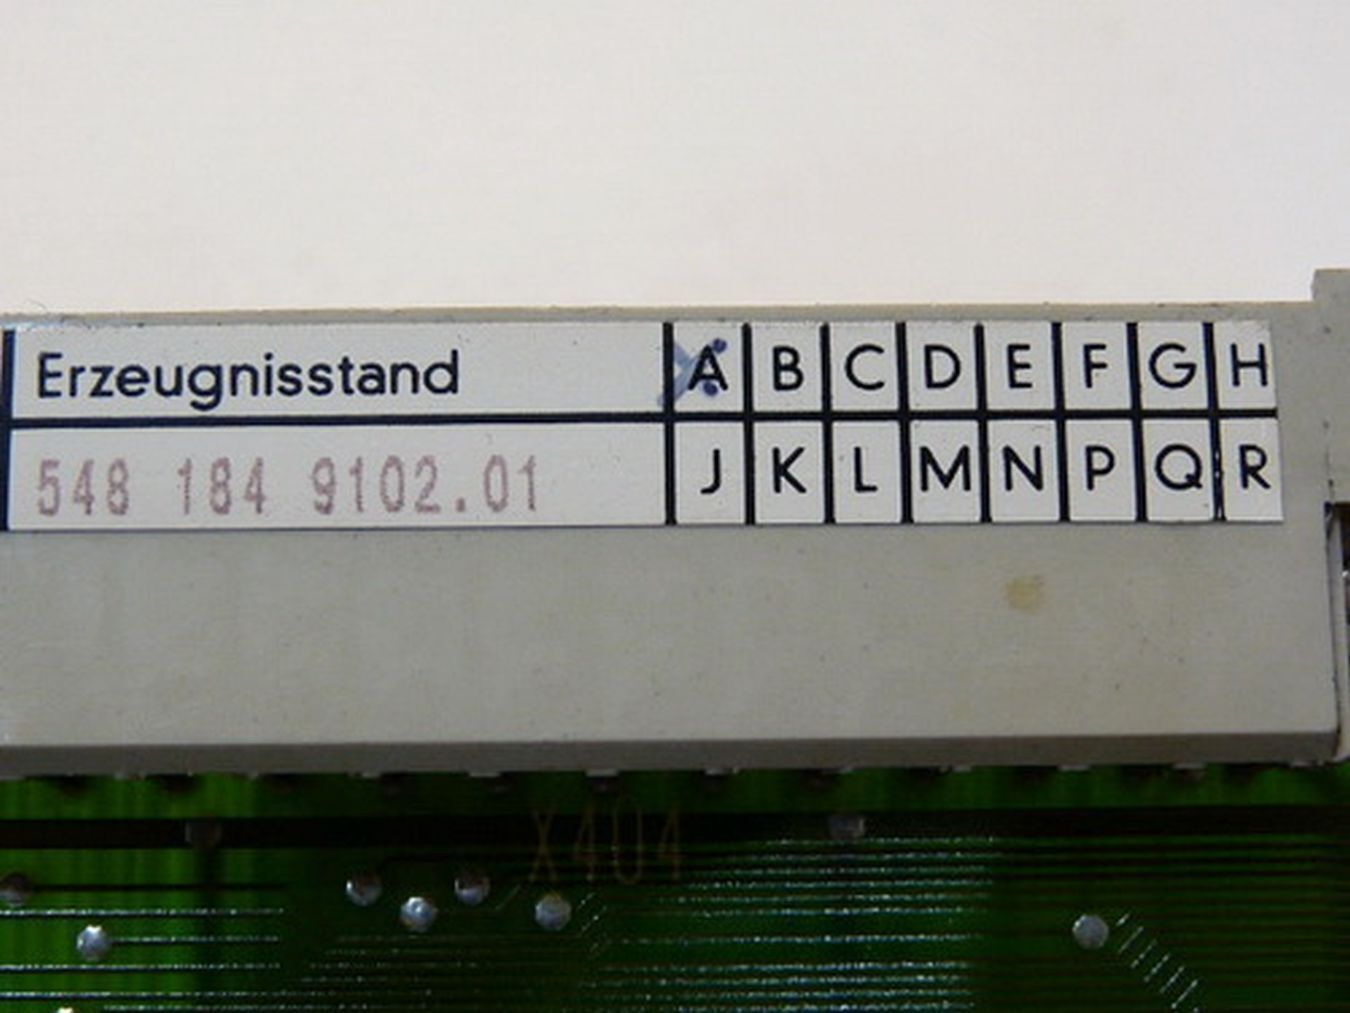 Erzeugnisstand A B C D E F G H
548 184 9102.01 J K L M N P Q R
X404